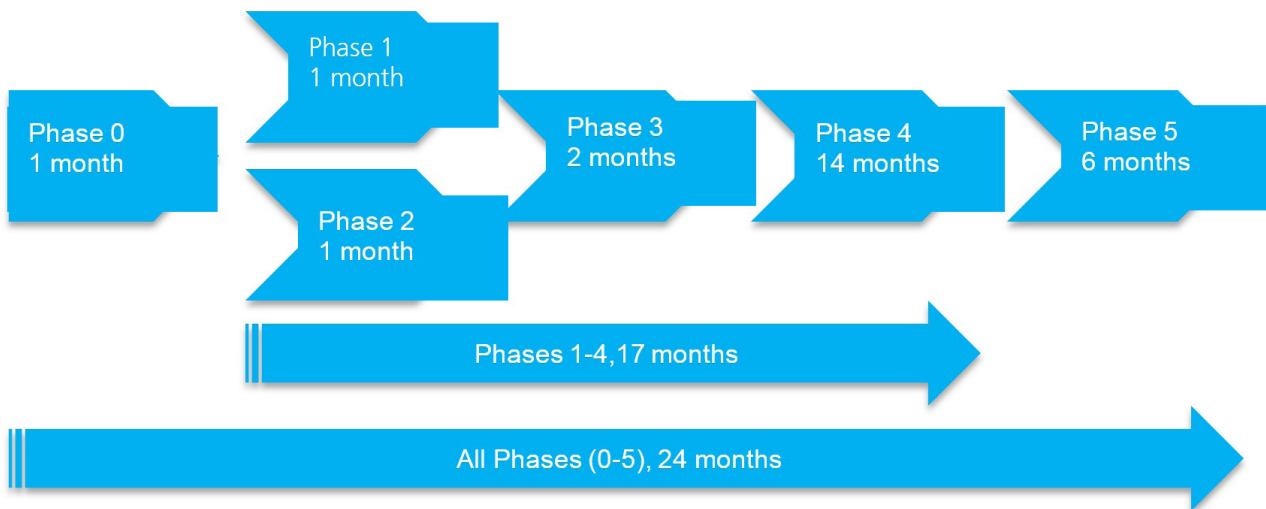 Phase 0
1 month
Phase 1
1 month
Phase 2
1 month
Phase 3
2 months
Phase 4
14 months
Phase 5
6 months
Phases 1-4,17 months
All Phases (0-5), 24 months